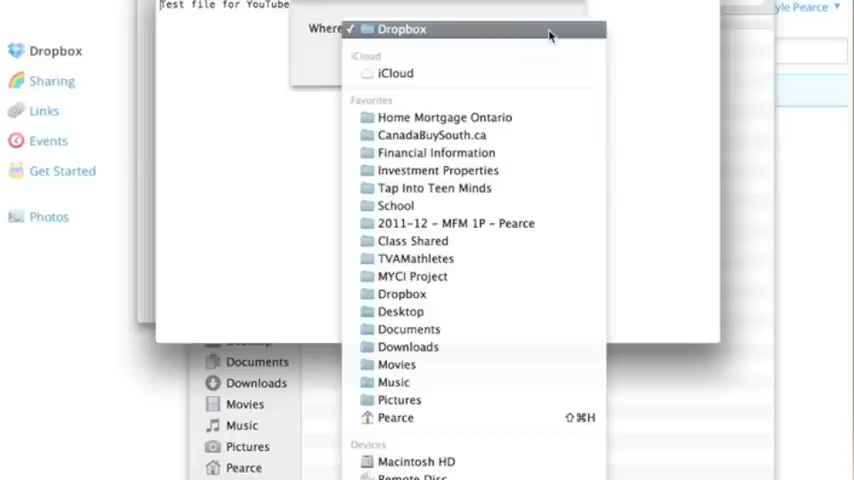 Test file for YouTube
yle Pearce
Where
Dropbox
iCloud
iCloud
Favorites
Home Mortgage Ontario
CanadaBuySouth.ca
Financial Information
Investment Properties
Tap Into Teen Minds
School
2011-12 - MFM 1P - Pearce
Class Shared
TVAMathletes
MYCI Project
Dropbox
Desktop
Documents
Downloads
Movies
Music
Pictures
Pearce ⇧⌘H
Devices
Macintosh HD
Remote Disc
Dropbox
Sharing
Links
Events
Get Started
Photos
Desktop
Documents
Downloads
Movies
Music
Pictures
Pearce